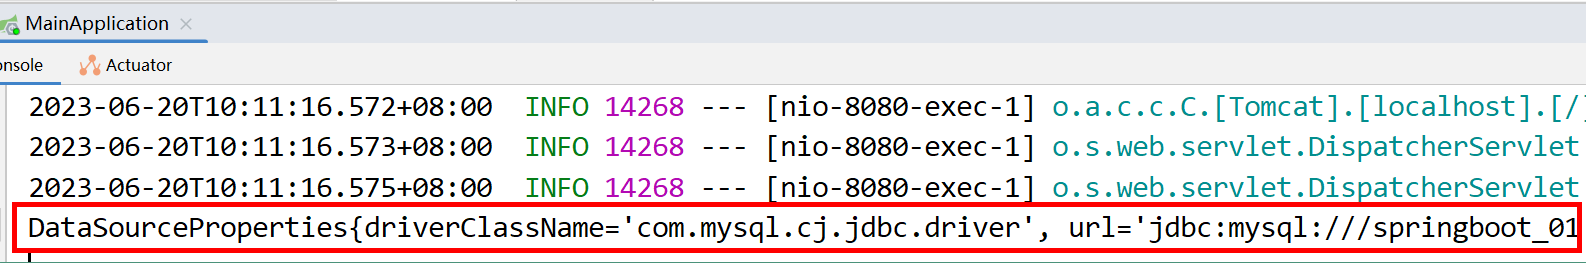 MainApplication ×
onsole Actuator
2023-06-20T10:11:16.572+08:00  INFO 14268 --- [nio-8080-exec-1] o.a.c.c.C.[Tomcat].[localhost].[/]
2023-06-20T10:11:16.573+08:00  INFO 14268 --- [nio-8080-exec-1] o.s.web.servlet.DispatcherServlet
2023-06-20T10:11:16.575+08:00  INFO 14268 --- [nio-8080-exec-1] o.s.web.servlet.DispatcherServlet
DataSourceProperties{driverClassName='com.mysql.cj.jdbc.driver', url='jdbc:mysql:///springboot_01